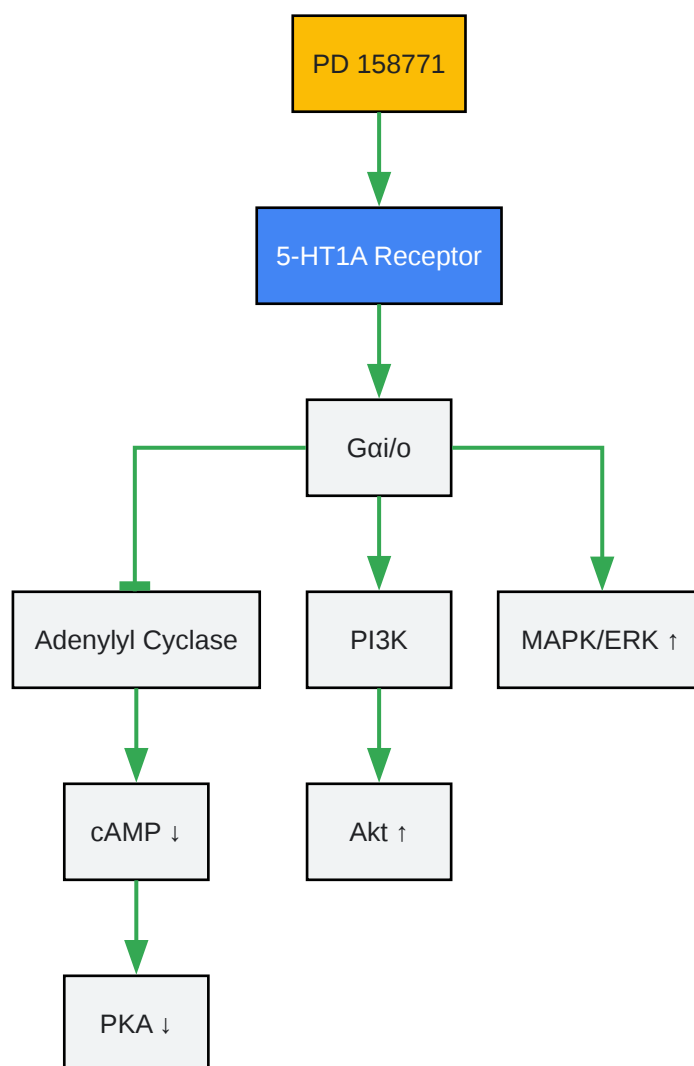 PD 158771
5-HT1A Receptor
Gαi/o
Adenylyl Cyclase
PI3K
MAPK/ERK ↑
cAMP ↓
Akt ↑
PKA ↓